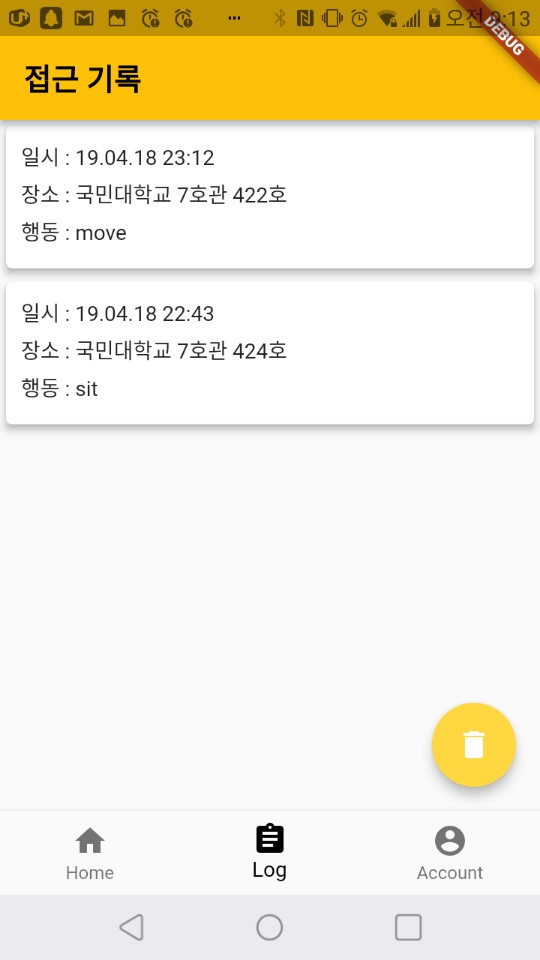 오전 9:13
DEBUG
접근 기록
일시 : 19.04.18 23:12
장소 : 국민대학교 7호관 422호
행동 : move
일시 : 19.04.18 22:43
장소 : 국민대학교 7호관 424호
행동 : sit
Home
Log
Account